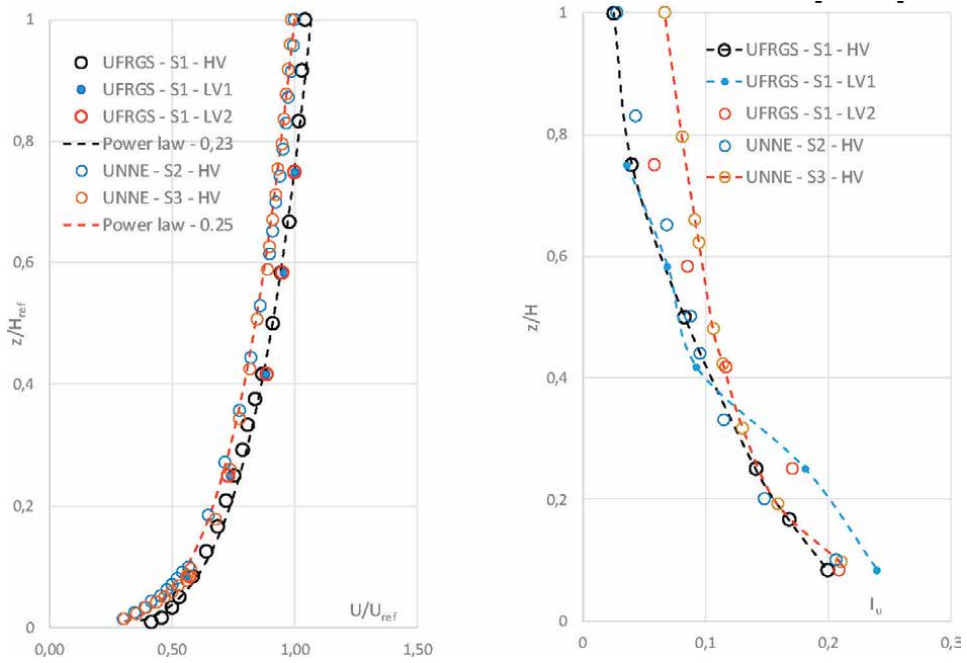 1
UFRGS - S1 - HV
UFRGS - S1 - LV1
UFRGS - S1 - LV2
Power law - 0,23
UNNE - S2 - HV
UNNE - S3 - HV
Power law - 0.25
0,8
0,6
0,4
0,2
0
z/Href
U/Uref
0,00
0,50
1,00
1,50
1
UFRGS - S1 - HV
UFRGS - S1 - LV1
UFRGS - S1 - LV2
UNNE - S2 - HV
UNNE - S3 - HV
0,8
0,6
0,4
0,2
0
z/H
Iu
0
0,1
0,2
0,3